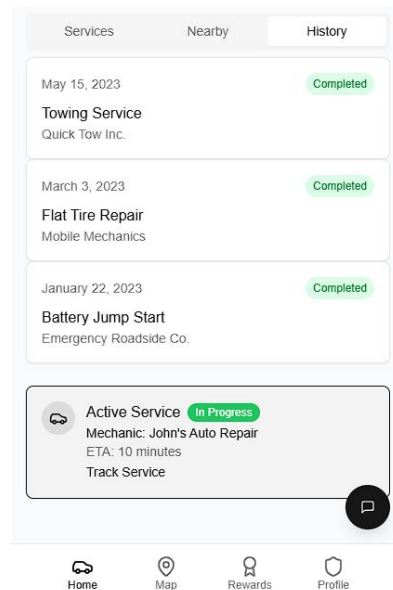 Services Nearby History
May 15, 2023 Completed
Towing Service
Quick Tow Inc.
March 3, 2023 Completed
Flat Tire Repair
Mobile Mechanics
January 22, 2023 Completed
Battery Jump Start
Emergency Roadside Co.
Active Service In Progress
Mechanic: John's Auto Repair
ETA: 10 minutes
Track Service
Home Map Rewards Profile